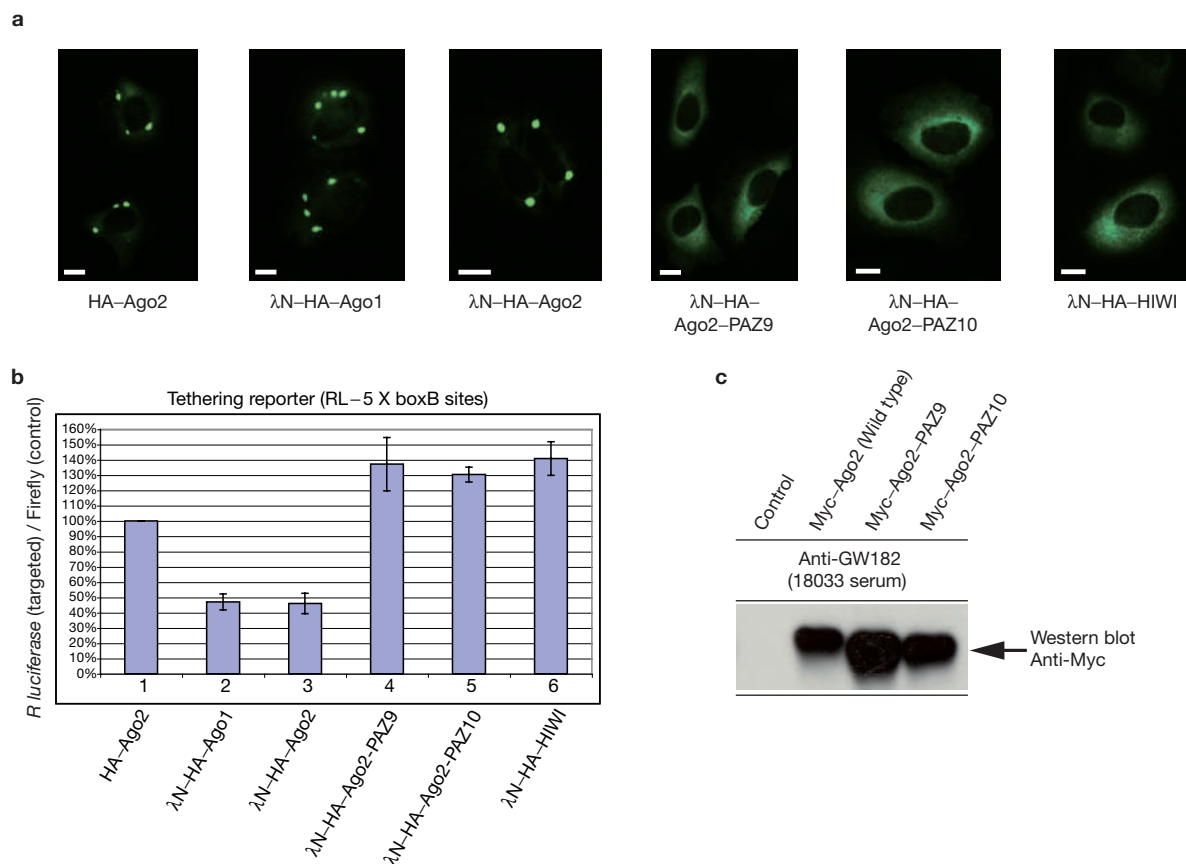 a
HA–Ago2
λN–HA–Ago1
λN–HA–Ago2
λN–HA–
Ago2–PAZ9
λN–HA–
Ago2–PAZ10
λN–HA–HIWI
b
Tethering reporter (RL–5 X boxB sites)
R luciferase (targeted) / Firefly (control)
160%
150%
140%
130%
120%
110%
100%
90%
80%
70%
60%
50%
40%
30%
20%
10%
0%
1
2
3
4
5
6
HA–Ago2
λN–HA–Ago1
λN–HA–Ago2
λN–HA–Ago2-PAZ9
λN–HA–Ago2-PAZ10
λN–HA–HIWI
c
Control
Myc–Ago2 (Wild type)
Myc–Ago2–PAZ9
Myc–Ago2–PAZ10
Anti-GW182
(18033 serum)
Western blot
Anti-Myc